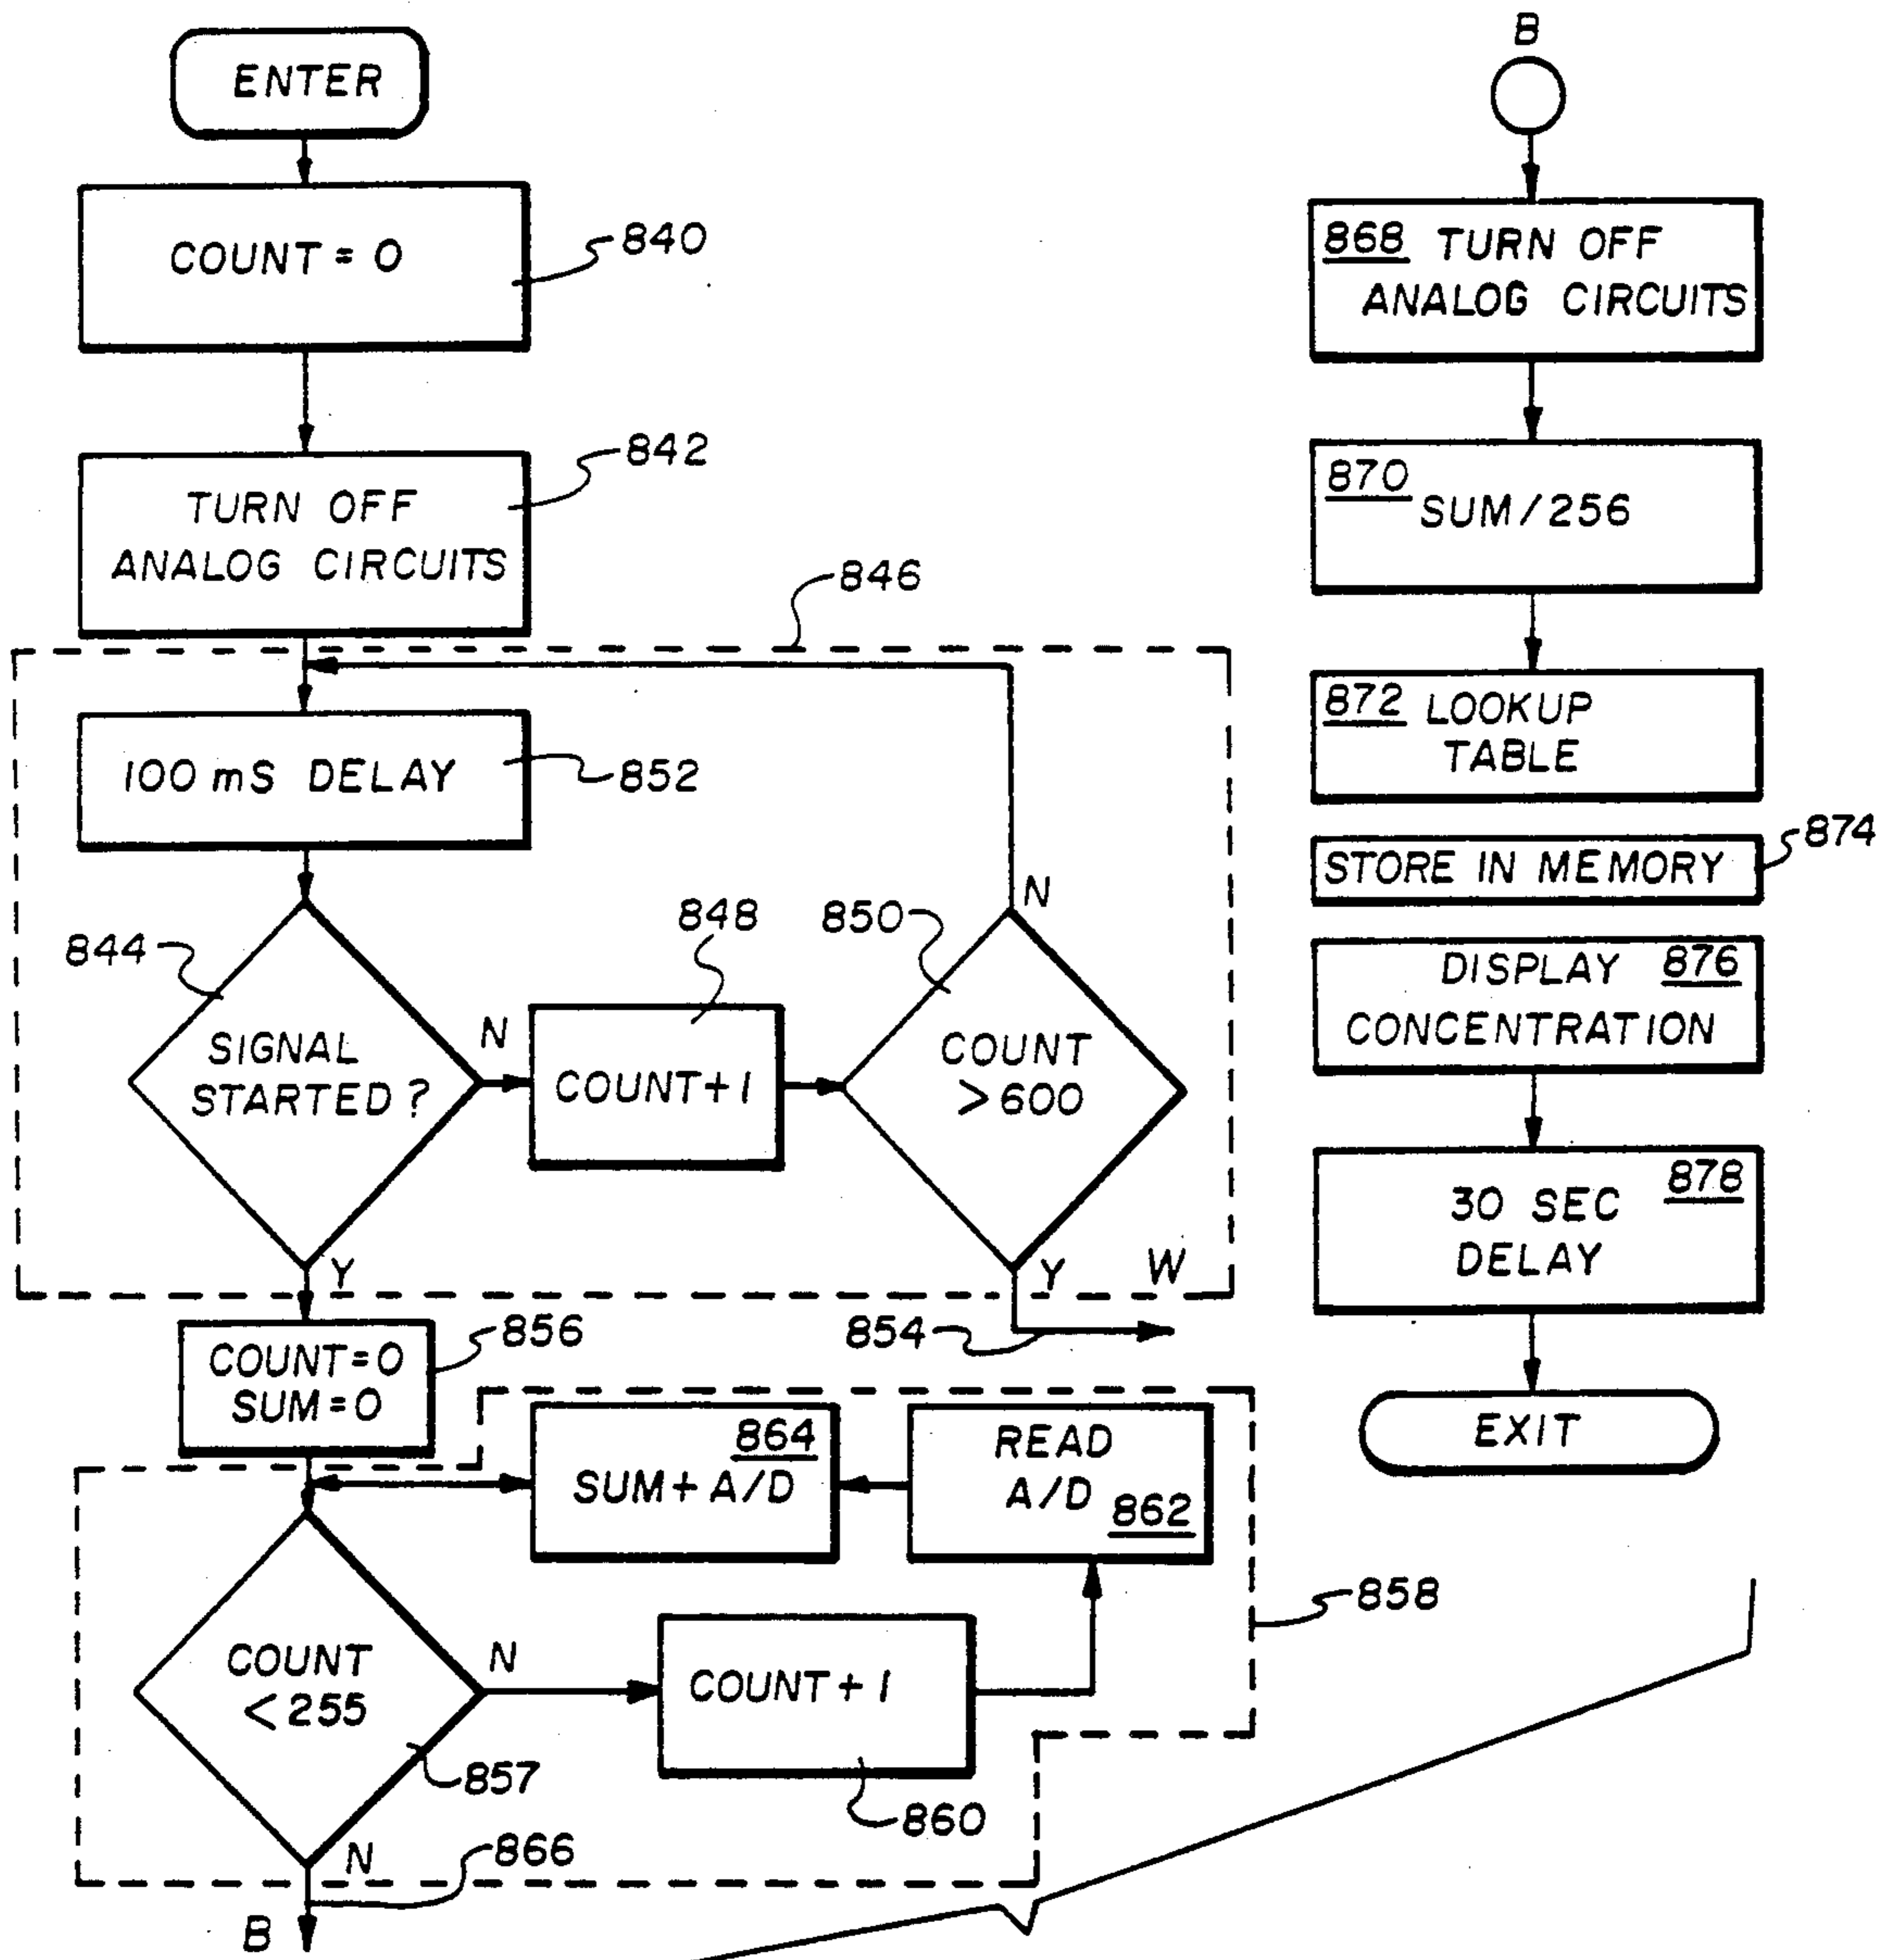 ENTER
COUNT = 0
840
TURN OFF
ANALOG CIRCUITS
842
846
100 mS DELAY
852
844
SIGNAL
STARTED ?
N
Y
848
COUNT + 1
850
COUNT
> 600
N
Y
W
854
COUNT = 0
SUM = 0
856
864
SUM + A/D
READ
A/D
862
858
COUNT
< 255
857
N
COUNT + 1
860
N
866
B
B
868 TURN OFF
ANALOG CIRCUITS
870
SUM / 256
872 LOOKUP
TABLE
STORE IN MEMORY
874
DISPLAY 876
CONCENTRATION
878
30 SEC
DELAY
EXIT